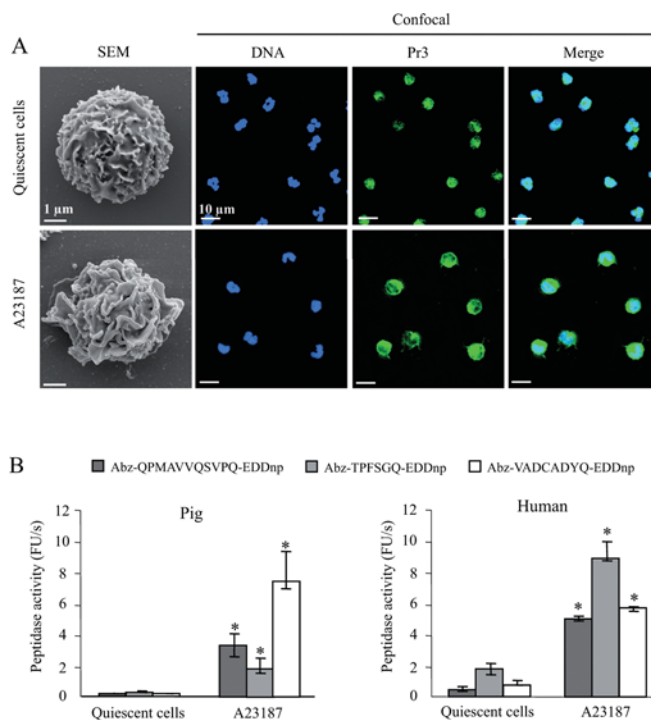 Confocal
A
SEM
DNA
Pr3
Merge
Quiescent cells
1 µm
10 µm
A23187
B
Abz-QPMAVVQSVPQ-EDDnp
Abz-TPFSGQ-EDDnp
Abz-VADCADYQ-EDDnp
Pig
Peptidase activity (FU/s)
12
10
8
6
4
2
0
* * *
Quiescent cells
A23187
Human
Peptidase activity (FU/s)
12
10
8
6
4
2
0
* * *
Quiescent cells
A23187